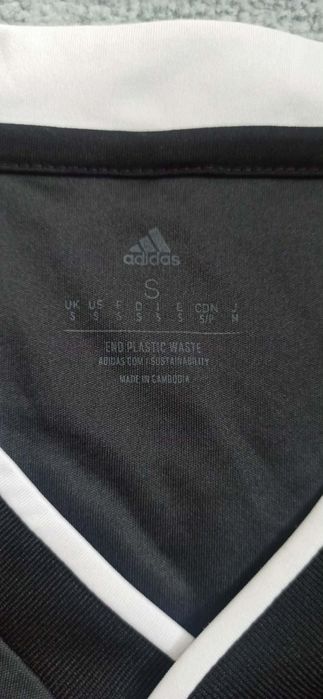 adidas
S
UK US F D I E CDN J
S S S S S S S/P M
END PLASTIC WASTE
ADIDAS.COM / SUSTAINABILITY
MADE IN CAMBODIA